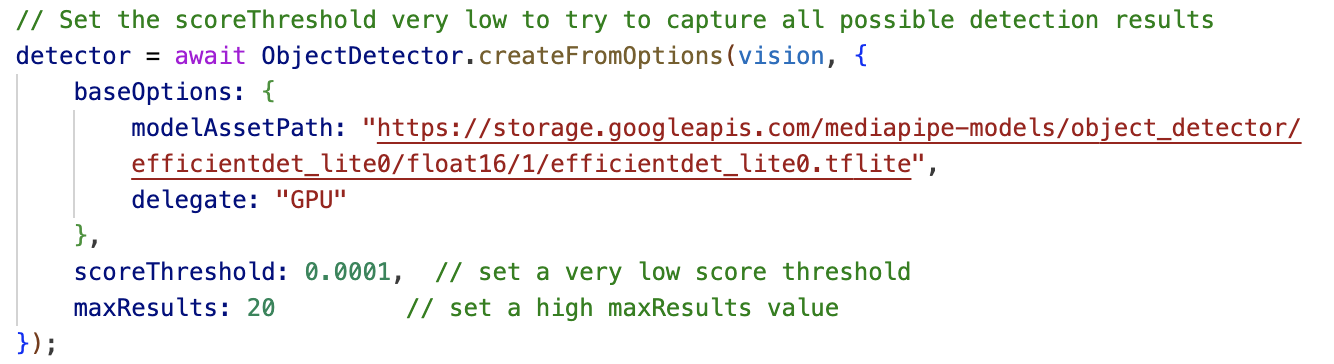 // Set the scoreThreshold very low to try to capture all possible detection results
detector = await ObjectDetector.createFromOptions(vision, {
    baseOptions: {
        modelAssetPath: "https://storage.googleapis.com/mediapipe-models/object_detector/
        efficientdet_lite0/float16/1/efficientdet_lite0.tflite",
        delegate: "GPU"
    },
    scoreThreshold: 0.0001,  // set a very low score threshold
    maxResults: 20         // set a high maxResults value
});